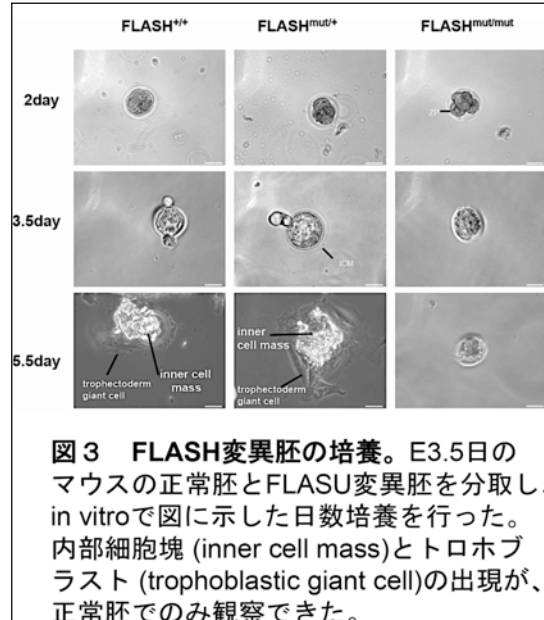 FLASH+/+ FLASHmut/+ FLASHmut/mut
2day
ZP
3.5day
ICM
5.5day
inner cell mass
trophectoderm giant cell
inner cell mass
trophectoderm giant cell
図3 FLASH変異胚の培養。E3.5日の
マウスの正常胚とFLASU変異胚を分取し、
in vitroで図に示した日数培養を行った。
内部細胞塊 (inner cell mass)とトロホブ
ラスト (trophoblastic giant cell)の出現が、
正常胚でのみ観察できた。